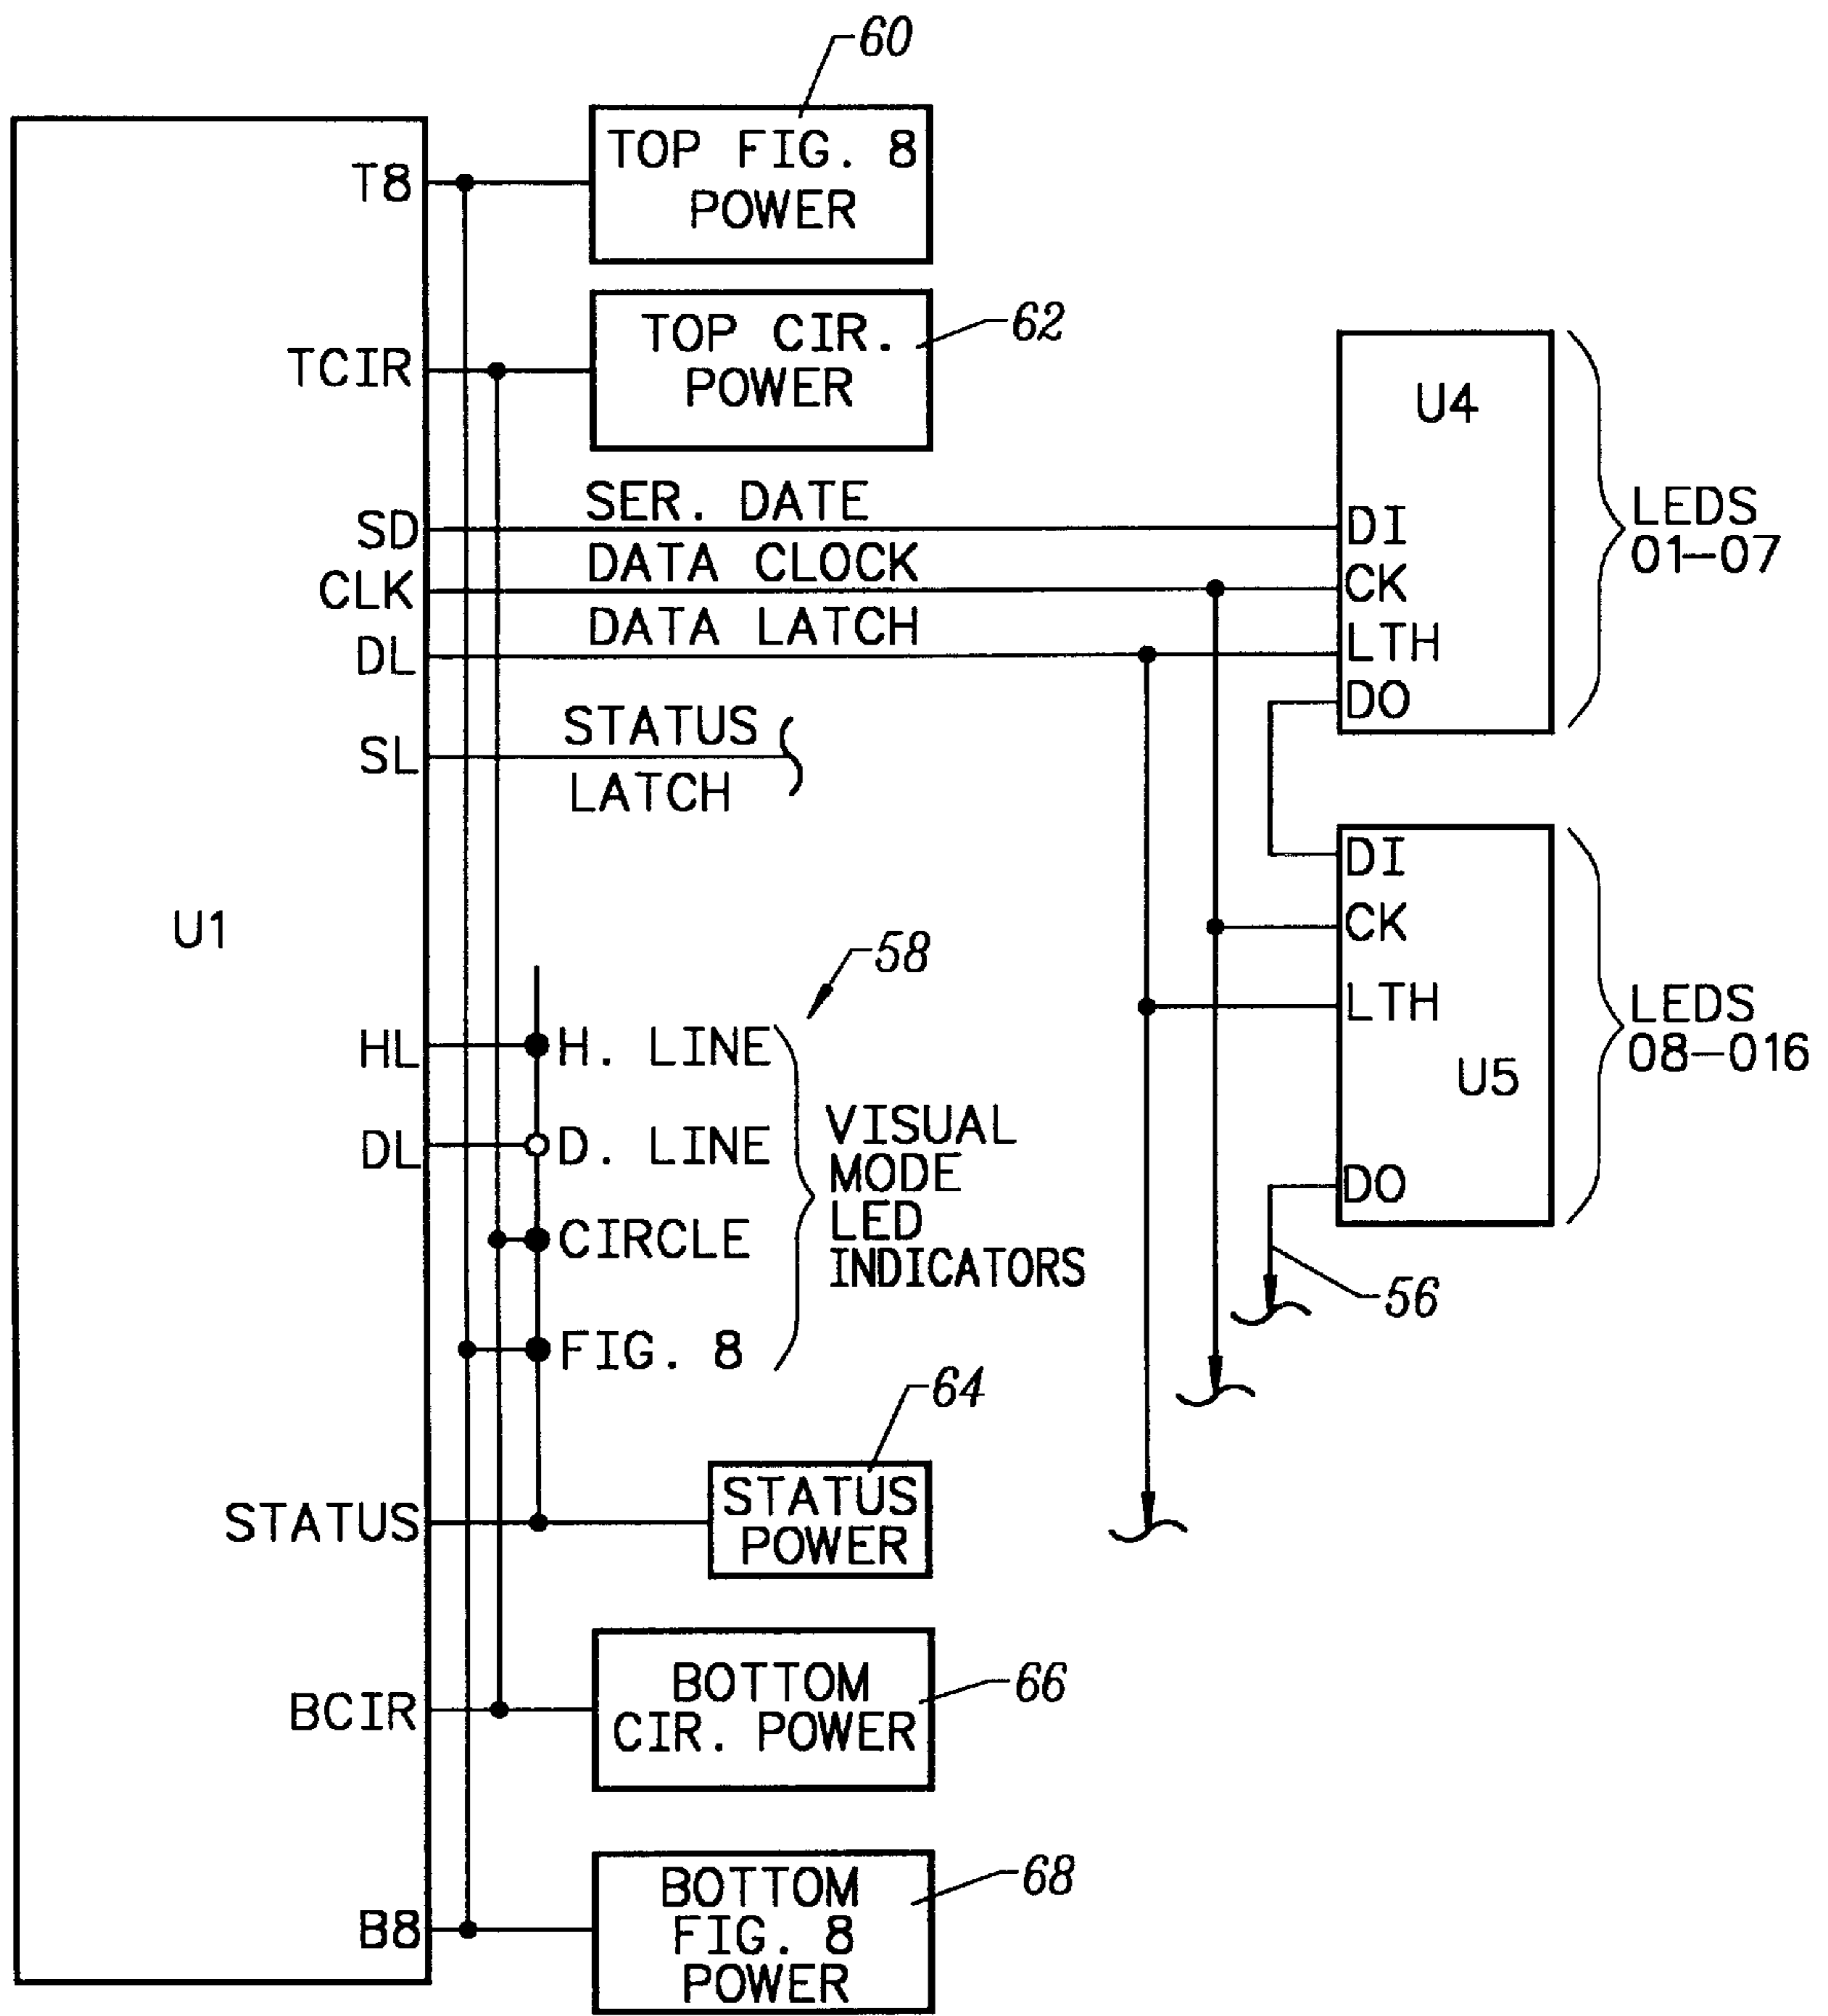 60
TOP FIG. 8
POWER
T8
62
TOP CIR.
POWER
TCIR
U4
SER. DATE
SD
DI
LEDS
01-07
DATA CLOCK
CLK
CK
DATA LATCH
DL
LTH
DO
STATUS
SL
LATCH
DI
CK
LTH
U5
DO
LEDS
08-016
U1
58
HL
H. LINE
DL
D. LINE
CIRCLE
FIG. 8
VISUAL
MODE
LED
INDICATORS
56
64
STATUS
STATUS
POWER
66
BCIR
BOTTOM
CIR. POWER
68
B8
BOTTOM
FIG. 8
POWER